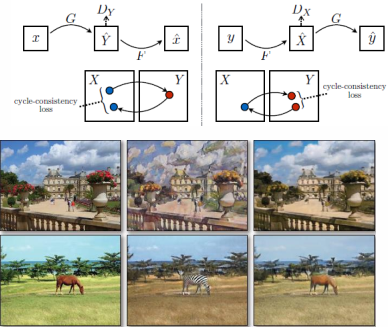 x
G
D_Y
Ŷ
F
x̂
X
Y
cycle-consistency
loss
y
F
D_X
X̂
G
ŷ
X
Y
cycle-consistency
loss